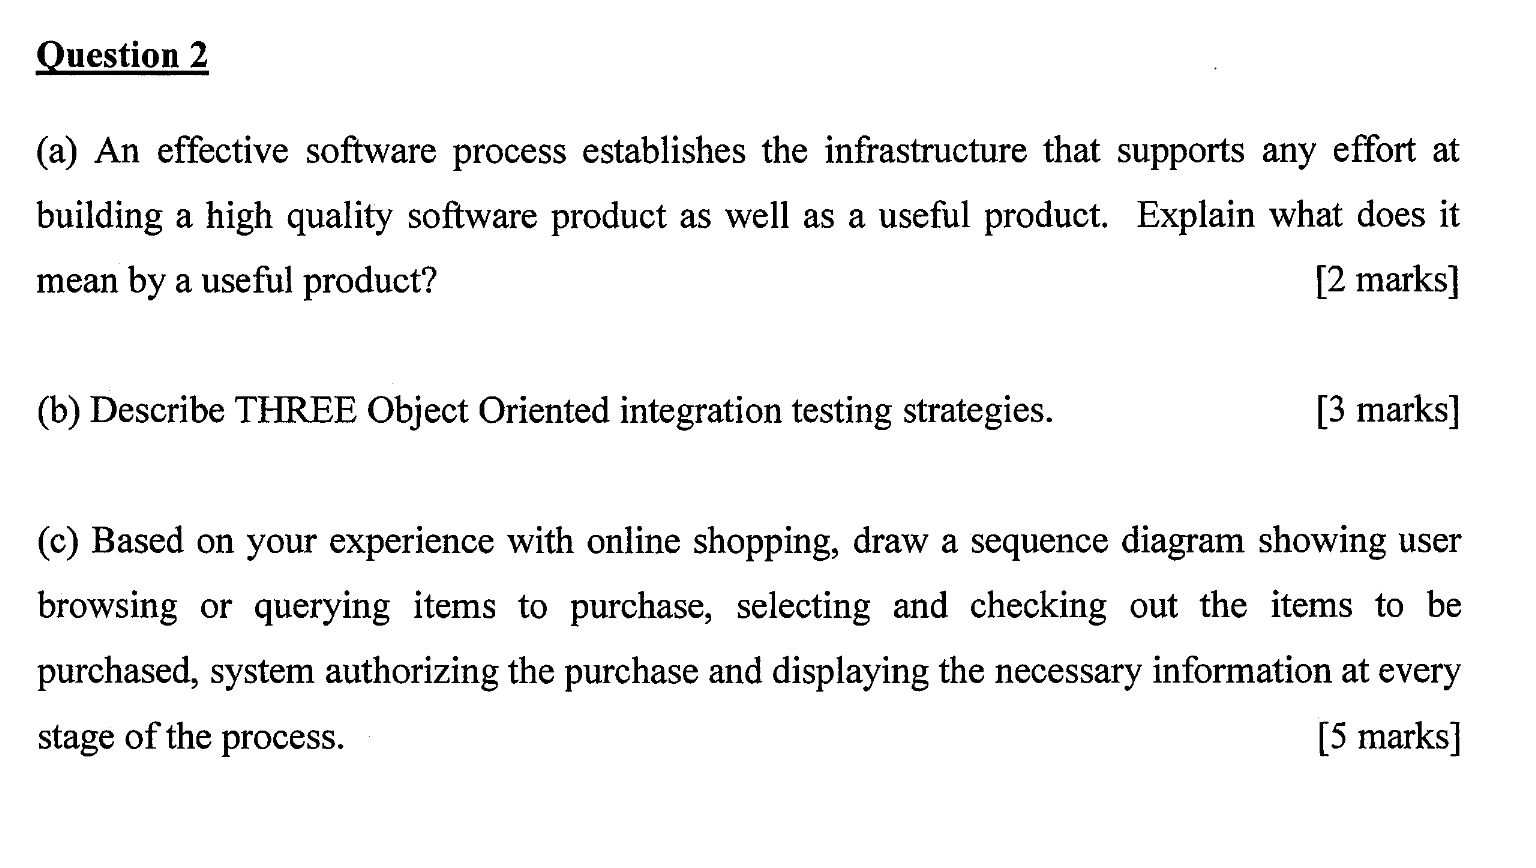 Question 2
(a) An effective software process establishes the infrastructure that supports any effort at
building a high quality software product as well as a useful product. Explain what does it
mean by a useful product? [2 marks]
(b) Describe THREE Object Oriented integration testing strategies. [3 marks]
(c) Based on your experience with online shopping, draw a sequence diagram showing user
browsing or querying items to purchase, selecting and checking out the items to be
purchased, system authorizing the purchase and displaying the necessary information at every
stage of the process. [5 marks]